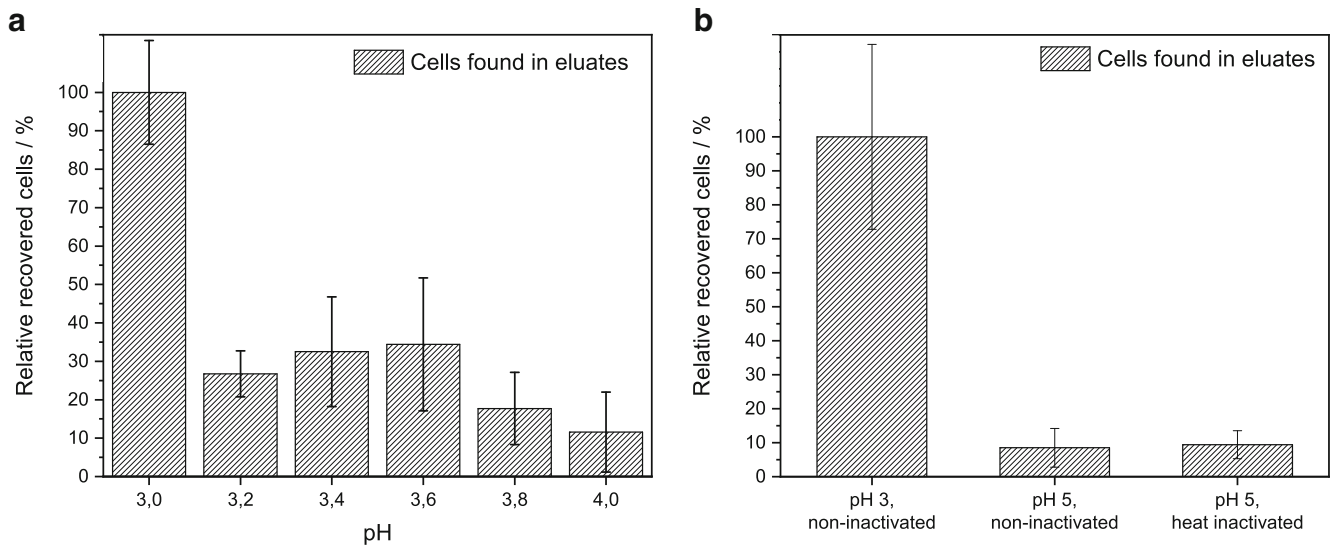 a
Cells found in eluates
Relative recovered cells / %
100
90
80
70
60
50
40
30
20
10
0
3,0 3,2 3,4 3,6 3,8 4,0
pH
b
Cells found in eluates
Relative recovered cells / %
100
90
80
70
60
50
40
30
20
10
0
pH 3, pH 5, pH 5,
non-inactivated non-inactivated heat inactivated